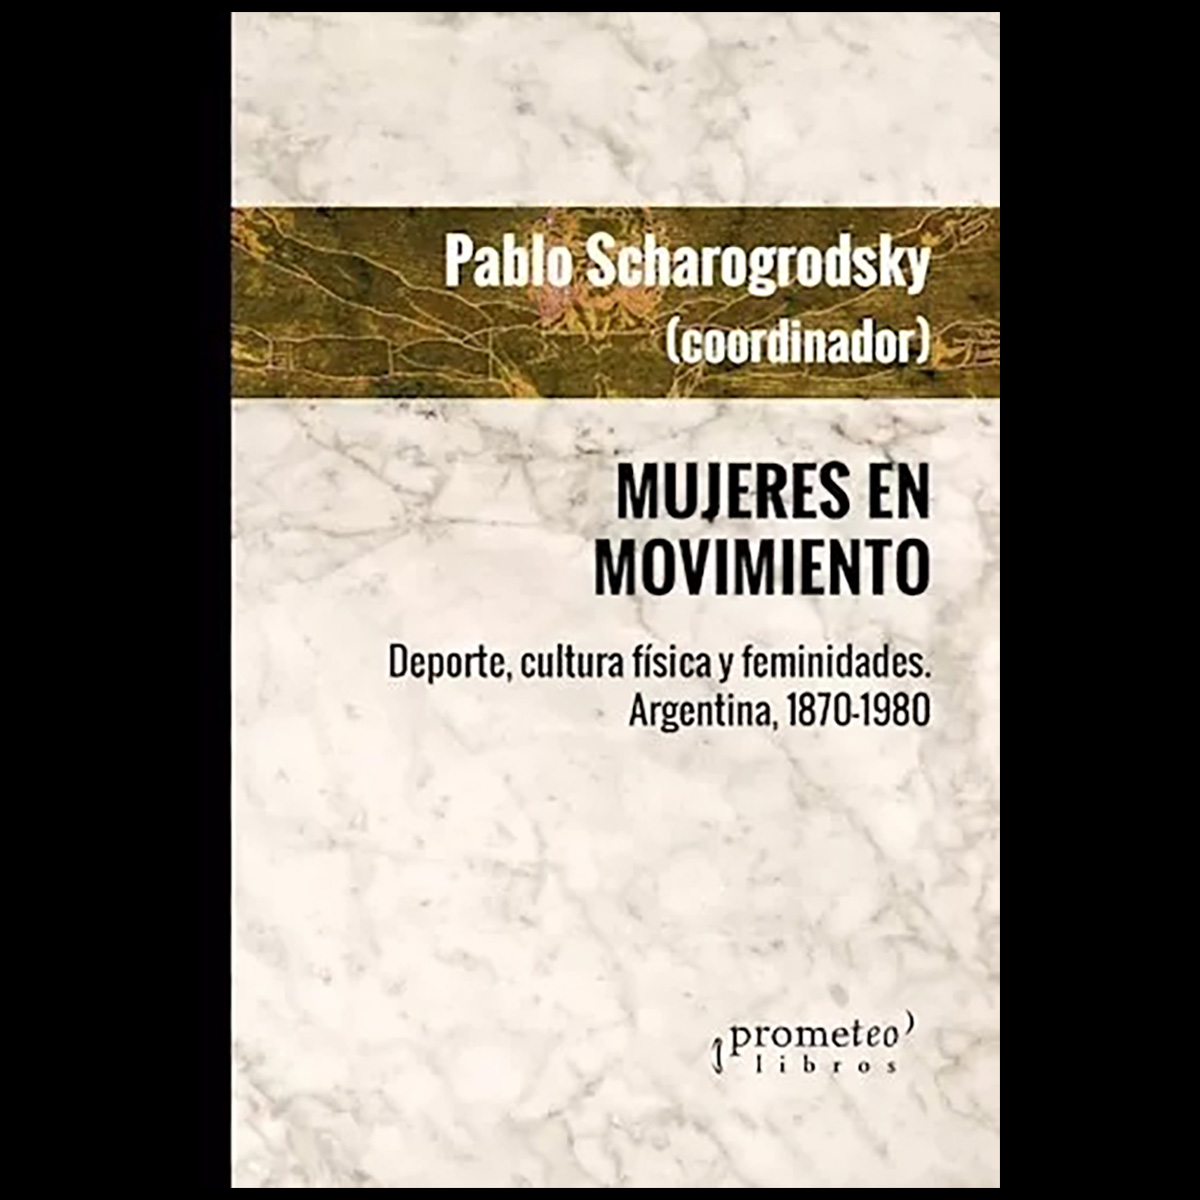 Pablo Scharogrodsky
(coordinador)
MUJERES EN
MOVIMIENTO
Deporte, cultura física y feminidades.
Argentina, 1870-1980
prometeo
libros